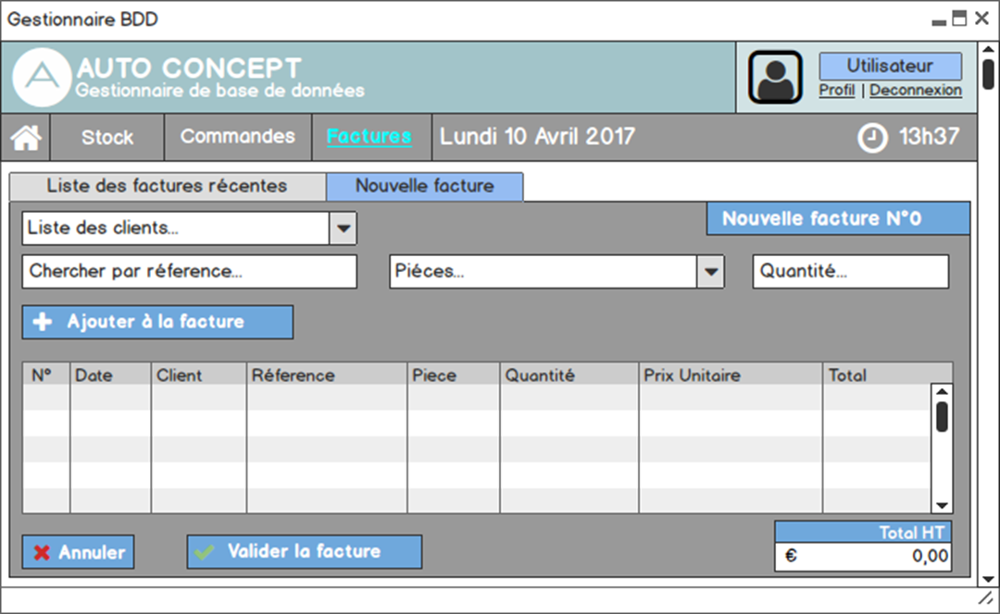 Gestionnaire BDD
AUTO CONCEPT
Gestionnaire de base de données
Utilisateur
Profil | Deconnexion
Stock Commandes Factures Lundi 10 Avril 2017 13h37
Liste des factures récentes Nouvelle facture
Liste des clients... Nouvelle facture N°0
Chercher par réference... Piéces... Quantité...
Ajouter à la facture
N° Date Client Réference Piece Quantité Prix Unitaire Total
Annuler Valider la facture
Total HT
€ 0,00